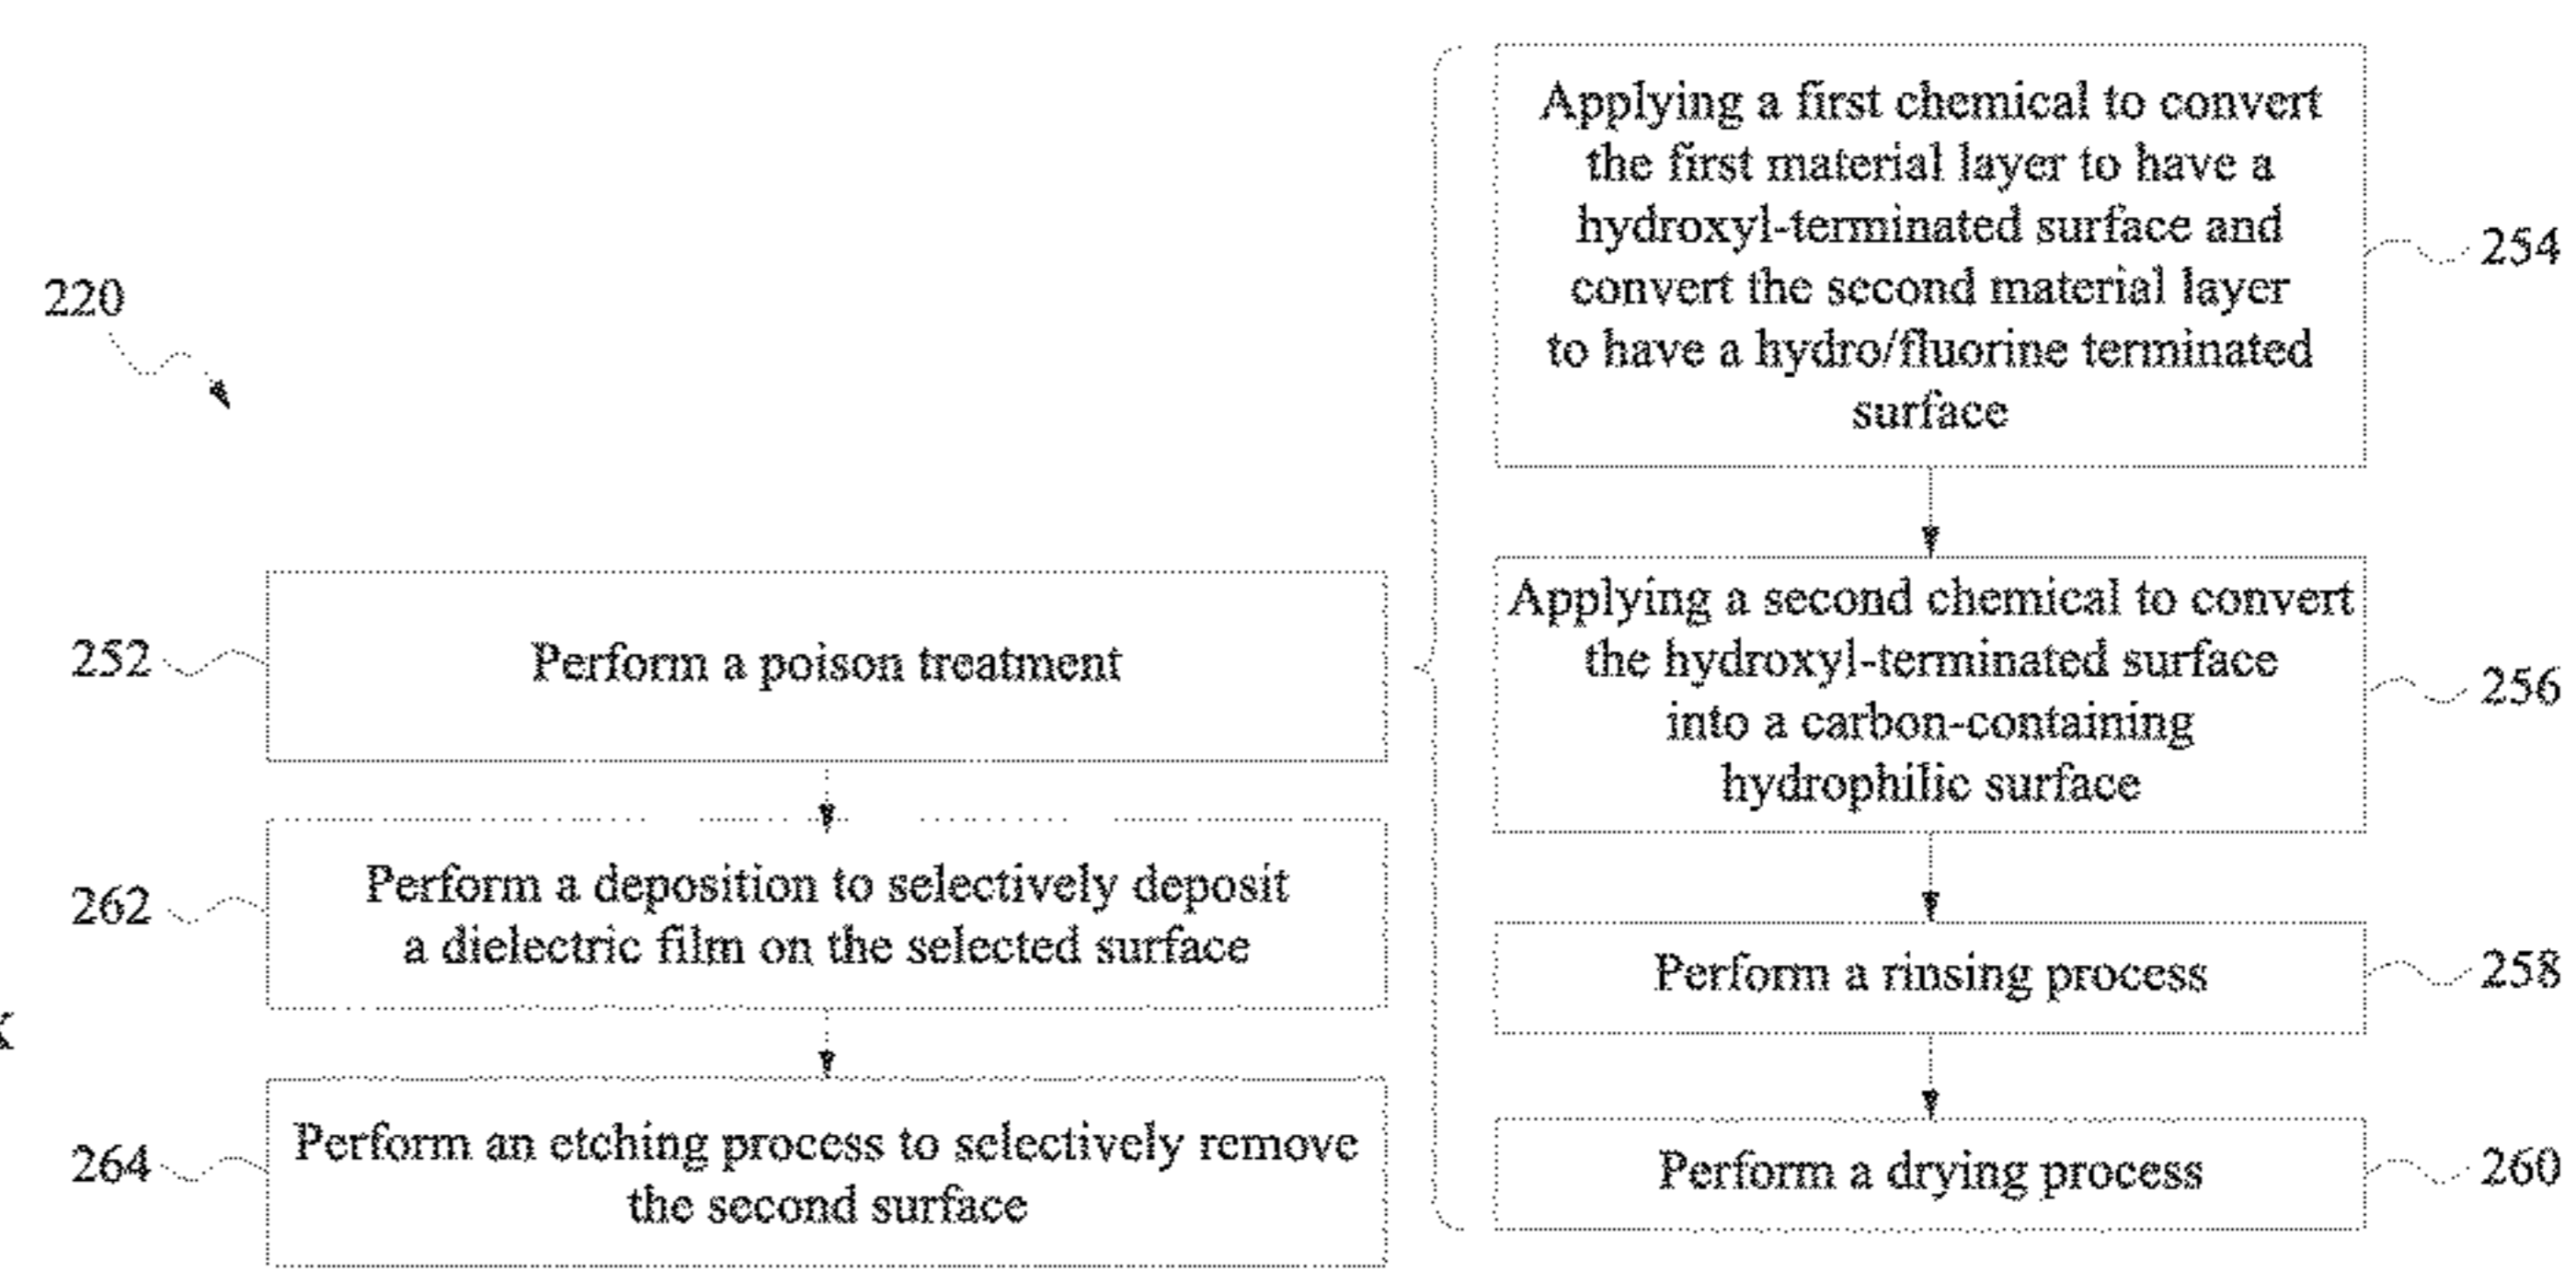 220
252
Perform a poison treatment
262
Perform a deposition to selectively deposit
a dielectric film on the selected surface
264
Perform an etching process to selectively remove
the second surface
Applying a first chemical to convert
the first material layer to have a
hydroxyl-terminated surface and
convert the second material layer
to have a hydro/fluorine terminated
surface
254
Applying a second chemical to convert
the hydroxyl-terminated surface
into a carbon-containing
hydrophilic surface
256
Perform a rinsing process
258
Perform a drying process
260